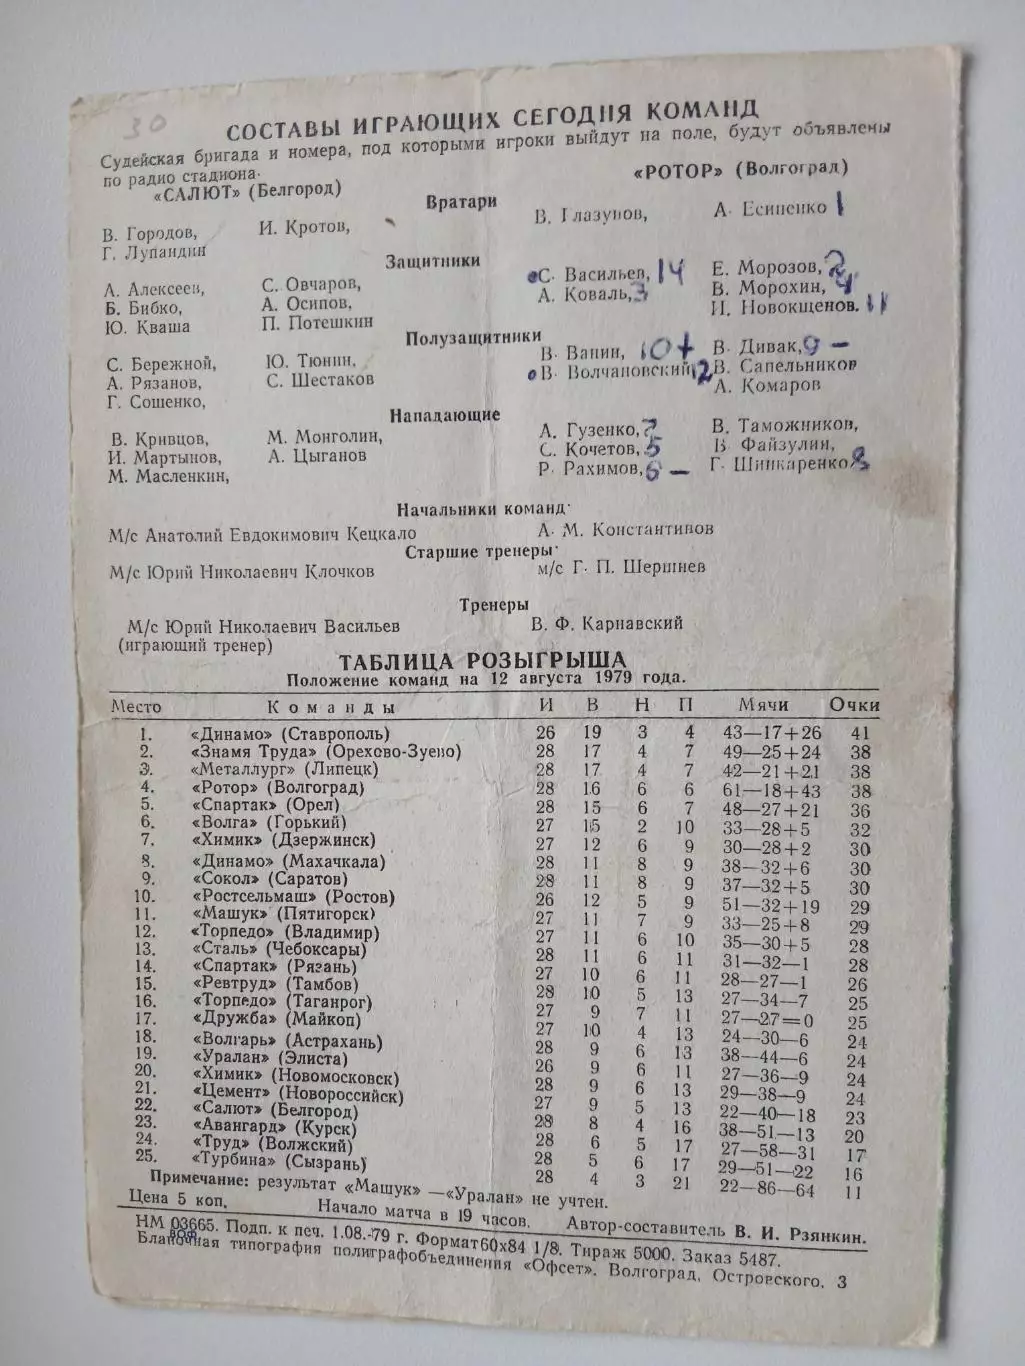 30
СОСТАВЫ ИГРАЮЩИХ СЕГОДНЯ КОМАНД
Судейская бригада и номера, под которыми игроки выйдут на поле, будут объявлены
по радио стадиона.
«САЛЮТ» (Белгород) «РОТОР» (Волгоград)
Вратари
В. Городов, И. Кротов, В. Глазунов, А. Есипенко 1
Г. Лупандин
Защитники
А. Алексеев, С. Овчаров, С. Васильев, 14 Е. Морозов, 2
Б. Бибко, А. Осипов, А. Коваль, 3 В. Морохин, 4
Ю. Кваша П. Потешкин И. Новокщенов. 11
Полузащитники
С. Бережной, Ю. Тюнин, В. Ванин, 10 + В. Дивак, 9 —
А. Рязанов, С. Шестаков В. Волчановский, 12 В. Сапельников
Г. Сошенко, А. Комаров
Нападающие
В. Кривцов, М. Монголин, А. Гузенко, 7 В. Таможников,
И. Мартынов, А. Цыганов С. Кочетов, 5 В. Файзулин,
М. Масленкин, Р. Рахимов, 6 — Г. Шинкаренко 8
Начальники команд:
М/с Анатолий Евдокимович Кецкало А. М. Константинов
Старшие тренеры:
М/с Юрий Николаевич Клочков м/с Г. П. Шершнев
Тренеры
М/с Юрий Николаевич Васильев В. Ф. Карнавский
(играющий тренер)
ТАБЛИЦА РОЗЫГРЫША
Положение команд на 12 августа 1979 года.
Место Команды И В Н П Мячи Очки
1. «Динамо» (Ставрополь) 26 19 3 4 43—17+26 41
2. «Знамя Труда» (Орехово-Зуево) 28 17 4 7 49—25+24 38
3. «Металлург» (Липецк) 28 17 4 7 42—21+21 38
4. «Ротор» (Волгоград) 28 16 6 6 61—18+43 38
5. «Спартак» (Орел) 28 15 6 7 48—27+21 36
6. «Волга» (Горький) 27 15 2 10 33—28+5 32
7. «Химик» (Дзержинск) 27 12 6 9 30—28+2 30
8. «Динамо» (Махачкала) 28 11 8 9 38—32+6 30
9. «Сокол» (Саратов) 28 11 8 9 37—32+5 30
10. «Ростсельмаш» (Ростов) 26 12 5 9 51—32+19 29
11. «Машук» (Пятигорск) 27 11 7 9 33—25+8 29
12. «Торпедо» (Владимир) 27 11 6 10 35—30+5 28
13. «Сталь» (Чебоксары) 28 11 6 11 31—32—1 28
14. «Спартак» (Рязань) 27 10 6 11 28—27—1 26
15. «Ревтруд» (Тамбов) 28 10 5 13 27—34—7 25
16. «Торпедо» (Таганрог) 27 9 7 11 27—27=0 25
17. «Дружба» (Майкоп) 27 10 4 13 24—30—6 24
18. «Волгарь» (Астрахань) 28 9 6 13 38—44—6 24
19. «Уралан» (Элиста) 26 9 6 11 27—36—9 24
20. «Химик» (Новомосковск) 28 9 6 13 29—38—9 24
21. «Цемент» (Новороссийск) 27 9 5 13 22—40—18 23
22. «Салют» (Белгород) 28 8 4 16 38—51—13 20
23. «Авангард» (Курск) 28 6 5 17 27—58—31 17
24. «Труд» (Волжский) 28 5 6 17 29—51—22 16
25. «Турбина» (Сызрань) 28 4 3 21 22—86—64 11
Примечание: результат «Машук» —«Уралан» не учтен.
Цена 5 коп. Начало матча в 19 часов. Автор-составитель В. И. Рзянкин.
НМ 03665. Подп. к печ. 1.08.-79 г. Формат 60х84 1/8. Тираж 5000. Заказ 5487.
Бланочная типография полиграфобъединения «Офсет». Волгоград, Островского, 3